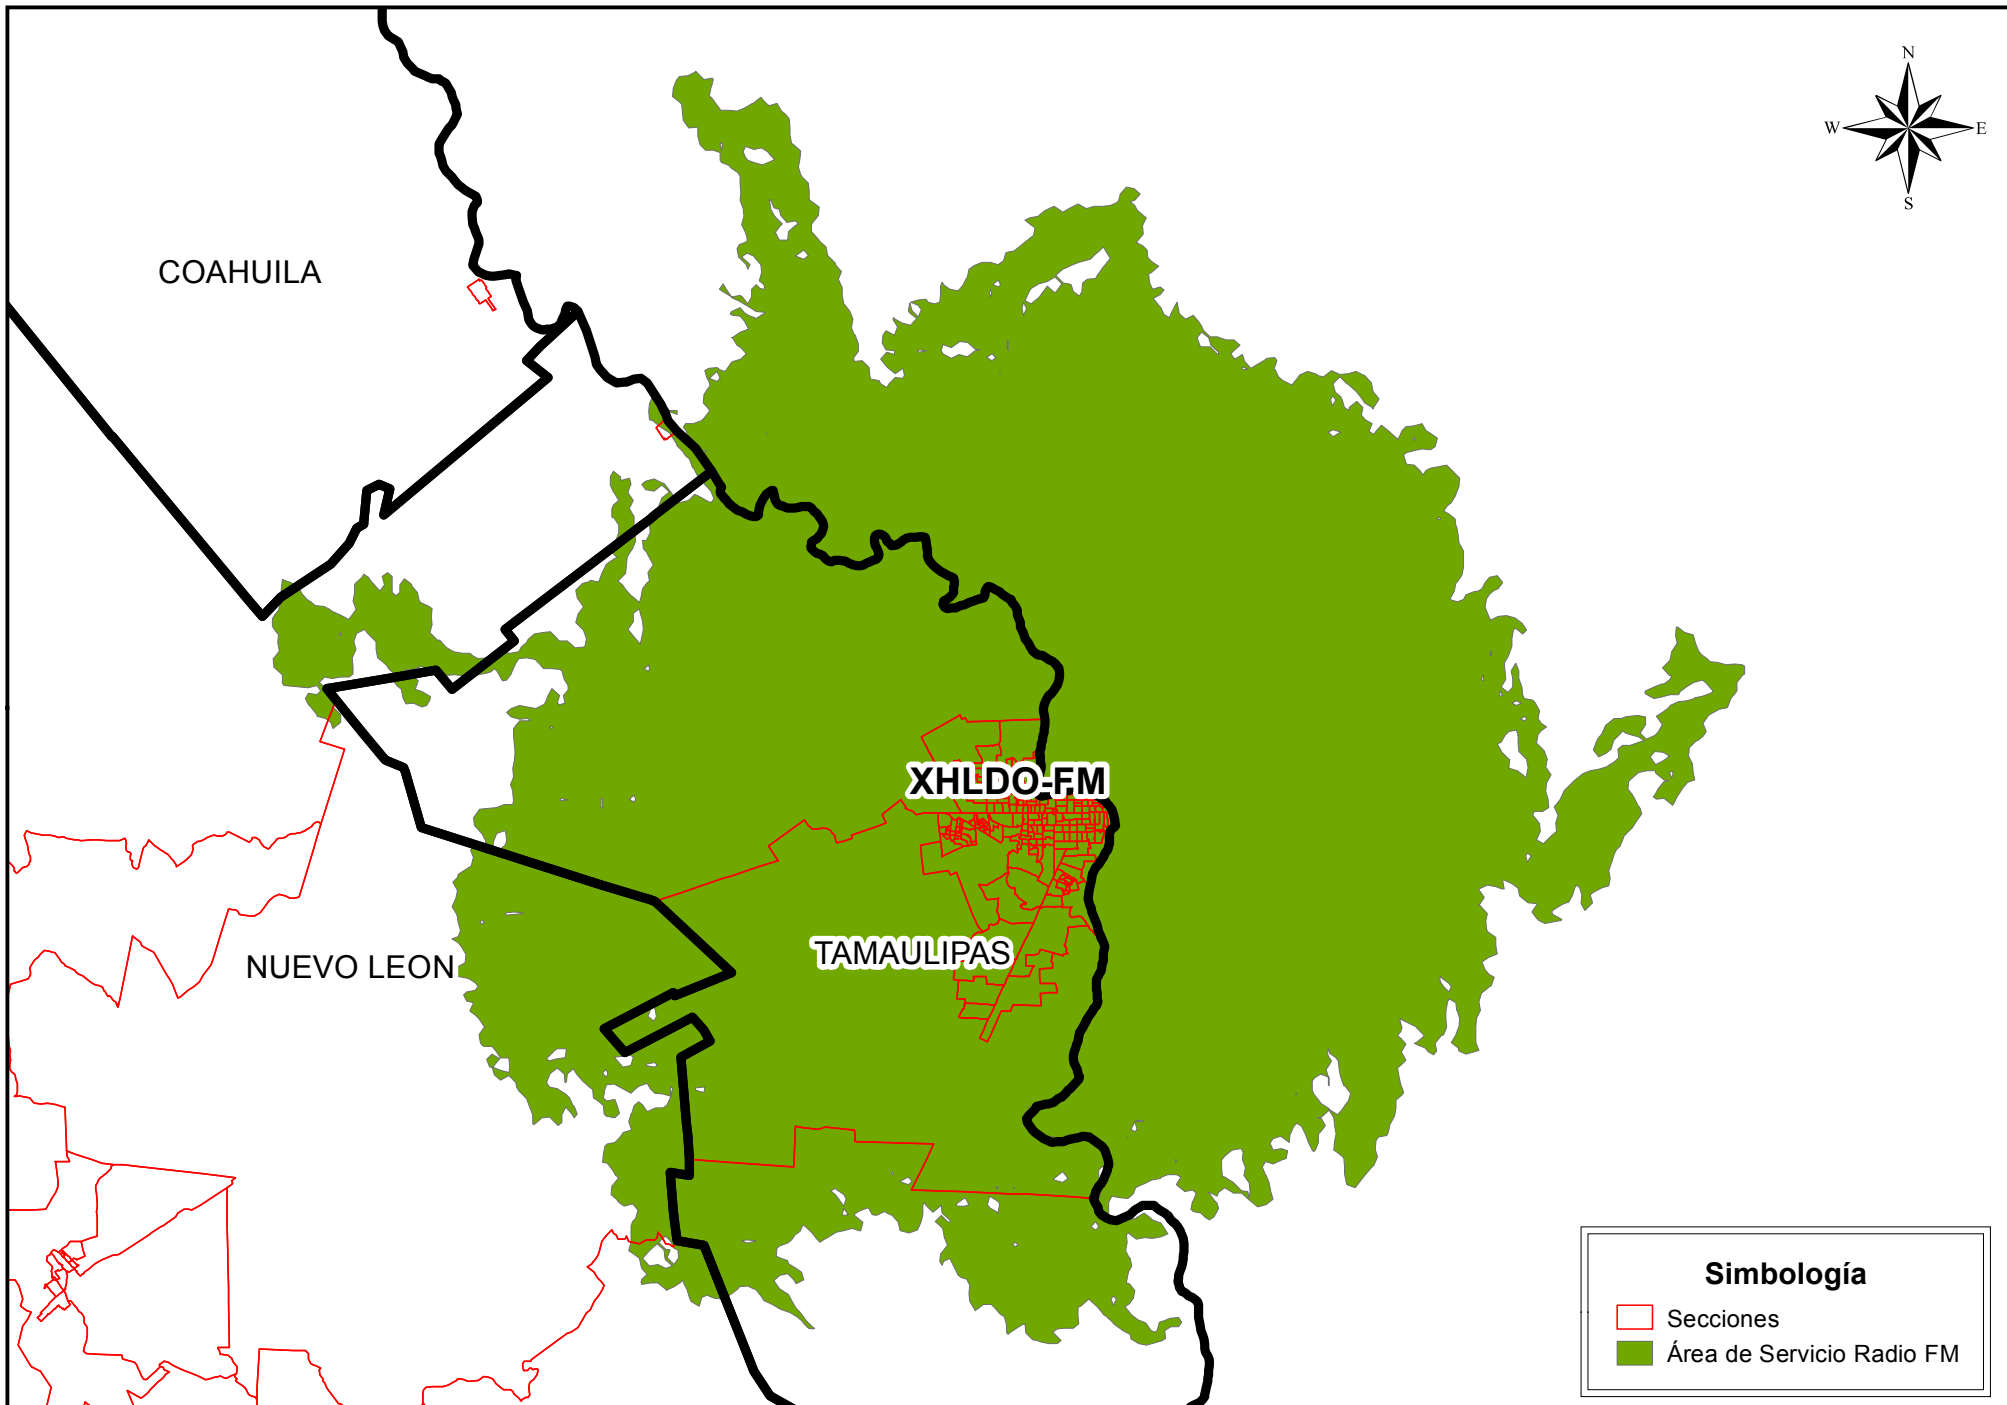 N
W E
S
COAHUILA
XHLDO-FM
TAMAULIPAS
NUEVO LEON
Simbología
Secciones
Área de Servicio Radio FM